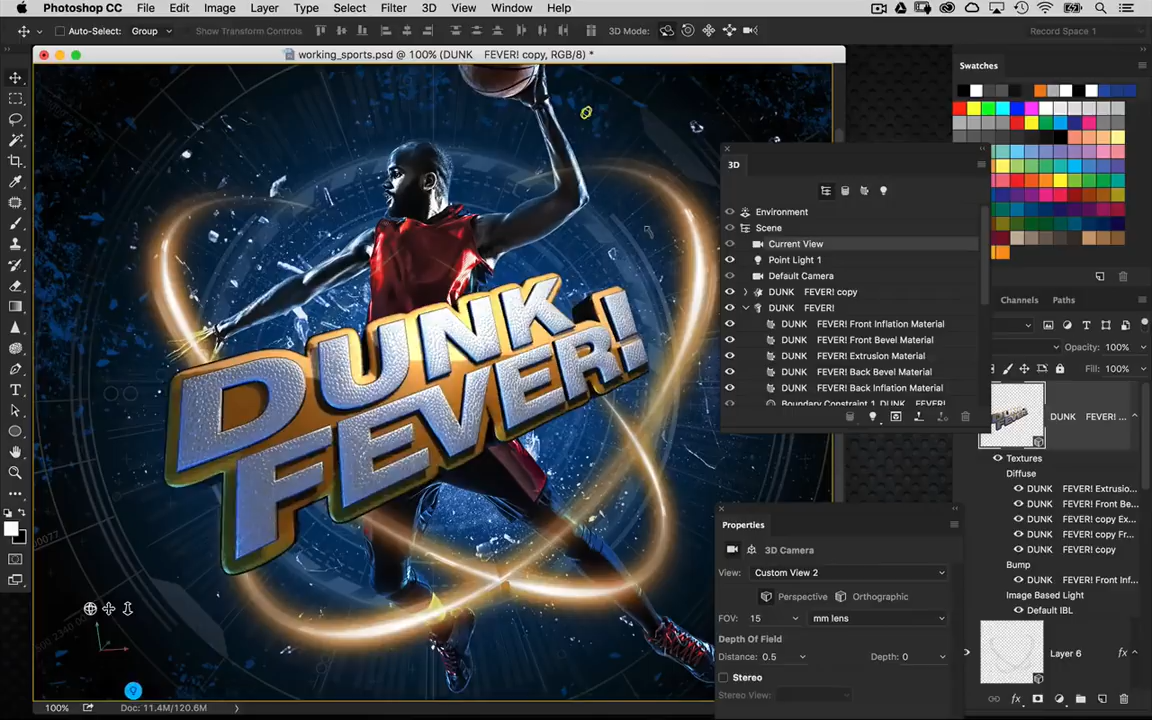 Photoshop CC File Edit Image Layer Type Select Filter 3D View Window Help
Auto-Select: Group Show Transform Controls 3D Mode: Record Space 1
working_sports.psd @ 100% (DUNK FEVER! copy, RGB/8) *
Swatches
3D
Environment
Scene
Current View
Point Light 1
Default Camera
DUNK FEVER! copy
DUNK FEVER!
DUNK FEVER! Front Inflation Material
DUNK FEVER! Front Bevel Material
DUNK FEVER! Extrusion Material
DUNK FEVER! Back Bevel Material
DUNK FEVER! Back Inflation Material
Boundary Constraint 1_DUNK FEVER!
Channels Paths
Opacity: 100%
Fill: 100%
DUNK FEVER! ...
Textures
Diffuse
DUNK FEVER! Extrusio...
DUNK FEVER! Front Be...
DUNK FEVER! copy Ex...
DUNK FEVER! copy Fr...
DUNK FEVER! copy
Bump
DUNK FEVER! Front Inf...
Image Based Light
Default IBL
Layer 6 fx
DUNK
FEVER!
Properties
3D Camera
View: Custom View 2
Perspective Orthographic
FOV: 15 mm lens
Depth Of Field
Distance: 0.5 Depth: 0
Stereo
Stereo View:
100% Doc: 11.4M/120.6M
fx